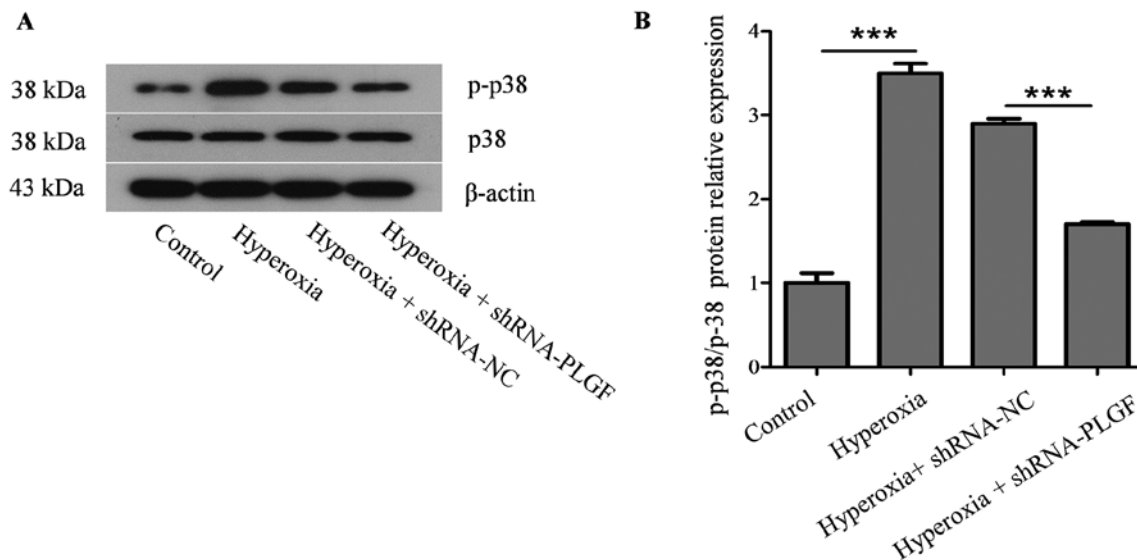 A
38 kDa
p-p38
38 kDa
p38
43 kDa
β-actin
Control
Hyperoxia
Hyperoxia + shRNA-NC
Hyperoxia + shRNA-PLGF
B
p-p38/p-38 protein relative expression
4
3
2
1
0
***
***
Control
Hyperoxia
Hyperoxia+ shRNA-NC
Hyperoxia + shRNA-PLGF